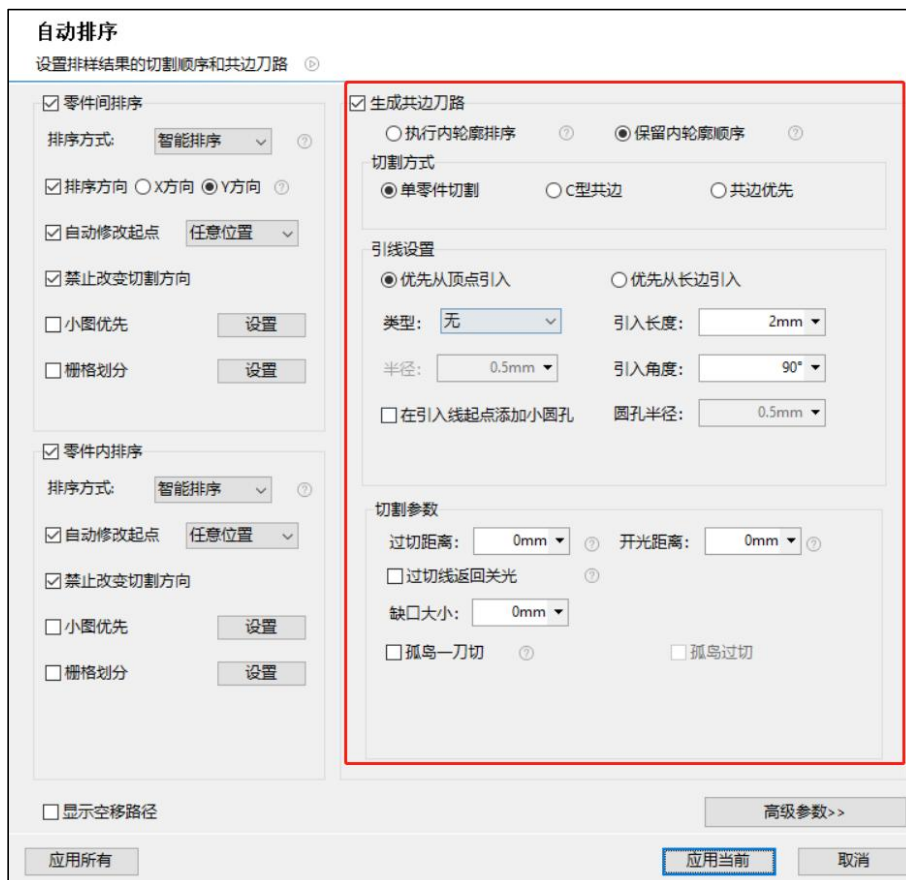 自动排序
设置排样结果的切割顺序和共边刀路
零件间排序
排序方式: 智能排序
排序方向 X方向 Y方向
自动修改起点 任意位置
禁止改变切割方向
小图优先 设置
栅格划分 设置
零件内排序
排序方式: 智能排序
自动修改起点 任意位置
禁止改变切割方向
小图优先 设置
栅格划分 设置
生成共边刀路
执行内轮廓排序 保留内轮廓顺序
切割方式
单零件切割 C型共边 共边优先
引线设置
优先从顶点引入 优先从长边引入
类型: 无 引入长度: 2mm
半径: 0.5mm 引入角度: 90°
在引入线起点添加小圆孔 圆孔半径: 0.5mm
切割参数
过切距离: 0mm 开光距离: 0mm
过切线返回关光
缺口大小: 0mm
孤岛一刀切 孤岛过切
显示空移路径 高级参数>>
应用所有 应用当前 取消